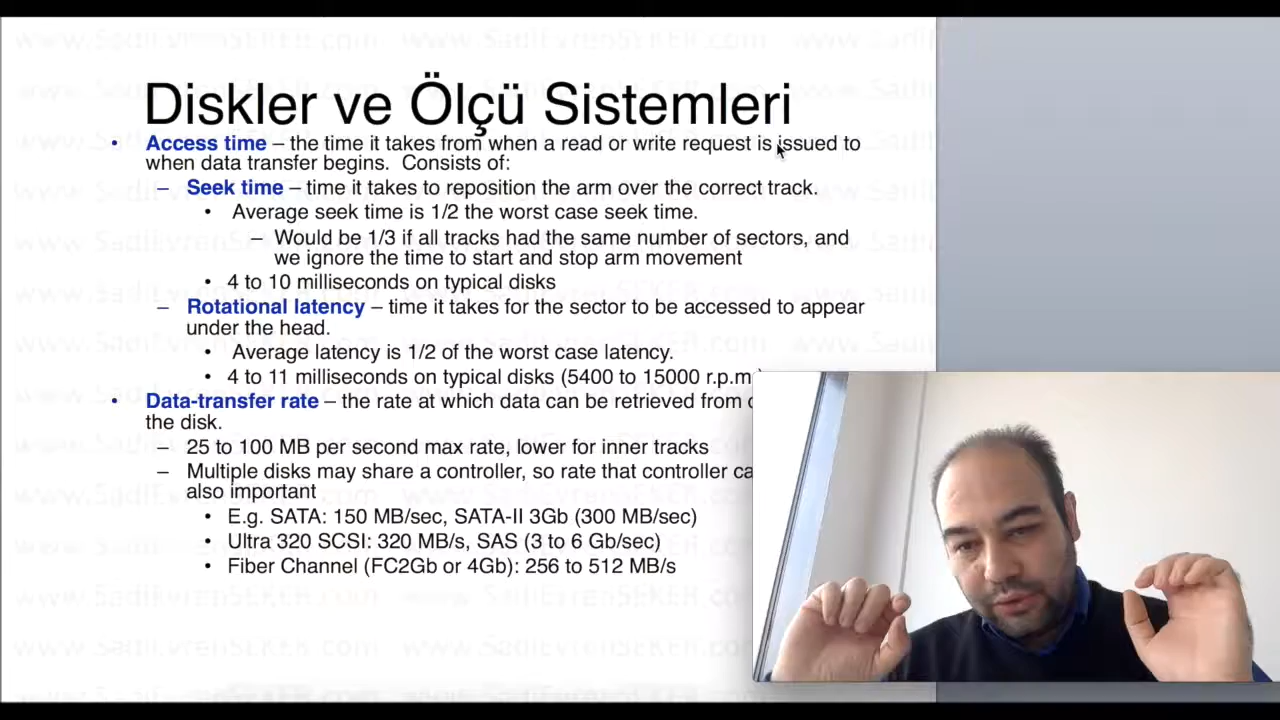 Diskler ve Ölçü Sistemleri
• Access time – the time it takes from when a read or write request is issued to
when data transfer begins. Consists of:
– Seek time – time it takes to reposition the arm over the correct track.
• Average seek time is 1/2 the worst case seek time.
– Would be 1/3 if all tracks had the same number of sectors, and
we ignore the time to start and stop arm movement
• 4 to 10 milliseconds on typical disks
– Rotational latency – time it takes for the sector to be accessed to appear
under the head.
• Average latency is 1/2 of the worst case latency.
• 4 to 11 milliseconds on typical disks (5400 to 15000 r.p.m.
• Data-transfer rate – the rate at which data can be retrieved from
the disk.
– 25 to 100 MB per second max rate, lower for inner tracks
– Multiple disks may share a controller, so rate that controller
also important
• E.g. SATA: 150 MB/sec, SATA-II 3Gb (300 MB/sec)
• Ultra 320 SCSI: 320 MB/s, SAS (3 to 6 Gb/sec)
• Fiber Channel (FC2Gb or 4Gb): 256 to 512 MB/s